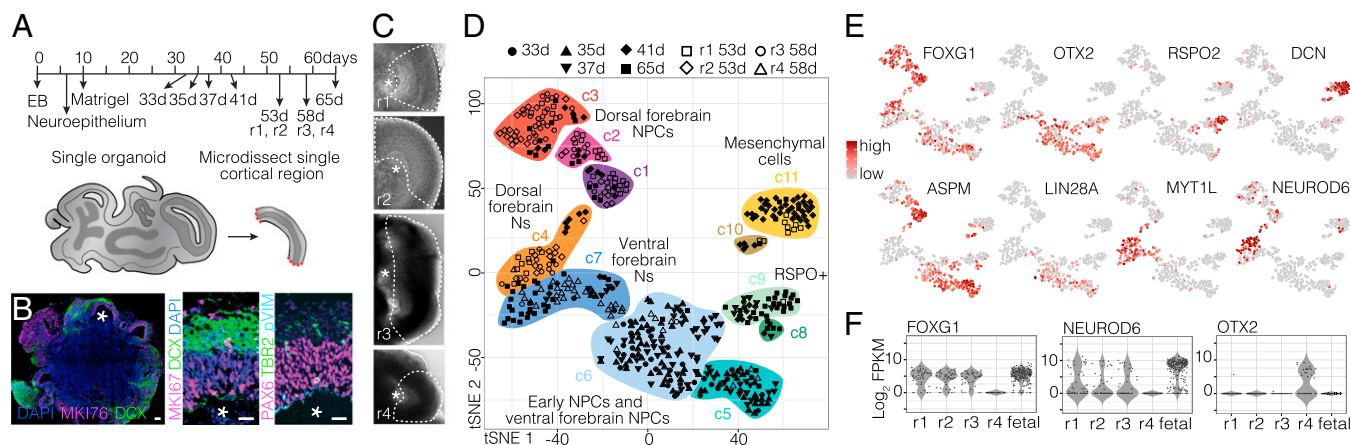 A
0 10 20 30 40 50 60days
EB
Matrigel
Neuroepithelium
33d 35d 37d 41d
53d
r1, r2
58d
r3, r4
65d
Single organoid
Microdissect single
cortical region
B
DAPI MKI76 DCX
MKI67 DCX DAPI
PAX6 TBR2 pVIM
*
*
*
C
*
r1
*
r2
*
r3
*
r4
D
33d 35d 41d r1 53d r3 58d
37d 65d r2 53d r4 58d
tSNE 2
100
50
0
-50
tSNE 1 -40 0 40
c3
Dorsal forebrain
NPCs
c2
c1
Mesenchymal
cells
c11
c10
Dorsal
forebrain
Ns
c4
c7
Ventral
forebrain
Ns
c9
RSPO+
c8
c6
c5
Early NPCs and
ventral forebrain NPCs
E
FOXG1 OTX2 RSPO2 DCN
high
low
ASPM LIN28A MYT1L NEUROD6
F
FOXG1 NEUROD6 OTX2
Log2 FPKM
10
0
10
0
10
0
r1 r2 r3 r4 fetal
r1 r2 r3 r4 fetal
r1 r2 r3 r4 fetal